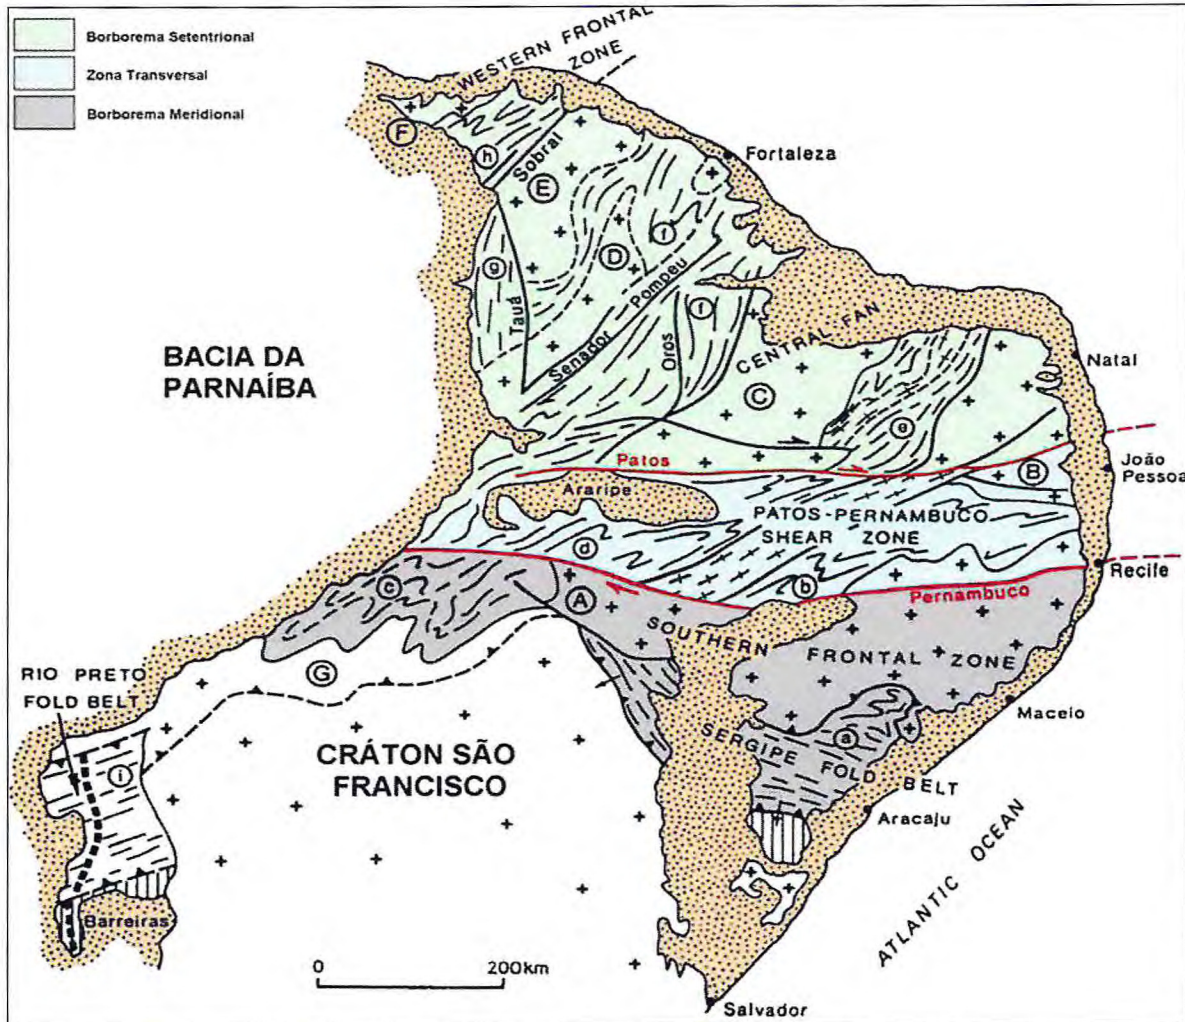 Borborema Setentrional
Zona Transversal
Borborema Meridional
WESTERN FRONTAL
ZONE
F
h
Sobral
E
Fortaleza
f
D
g
Tauá
Senador Pompeu
f
Oros
CENTRAL FAN
BACIA DA
PARNAÍBA
C
Natal
e
Patos
B
João
Pessoa
Araripe
PATOS-PERNAMBUCO
SHEAR ZONE
d
b
Recife
Pernambuco
c
A
SOUTHERN FRONTAL ZONE
G
RIO PRETO
FOLD BELT
Maceio
a
SERGIPE FOLD BELT
CRÁTON SÃO
FRANCISCO
i
Aracaju
ATLANTIC OCEAN
Barreiras
0 200km
Salvador